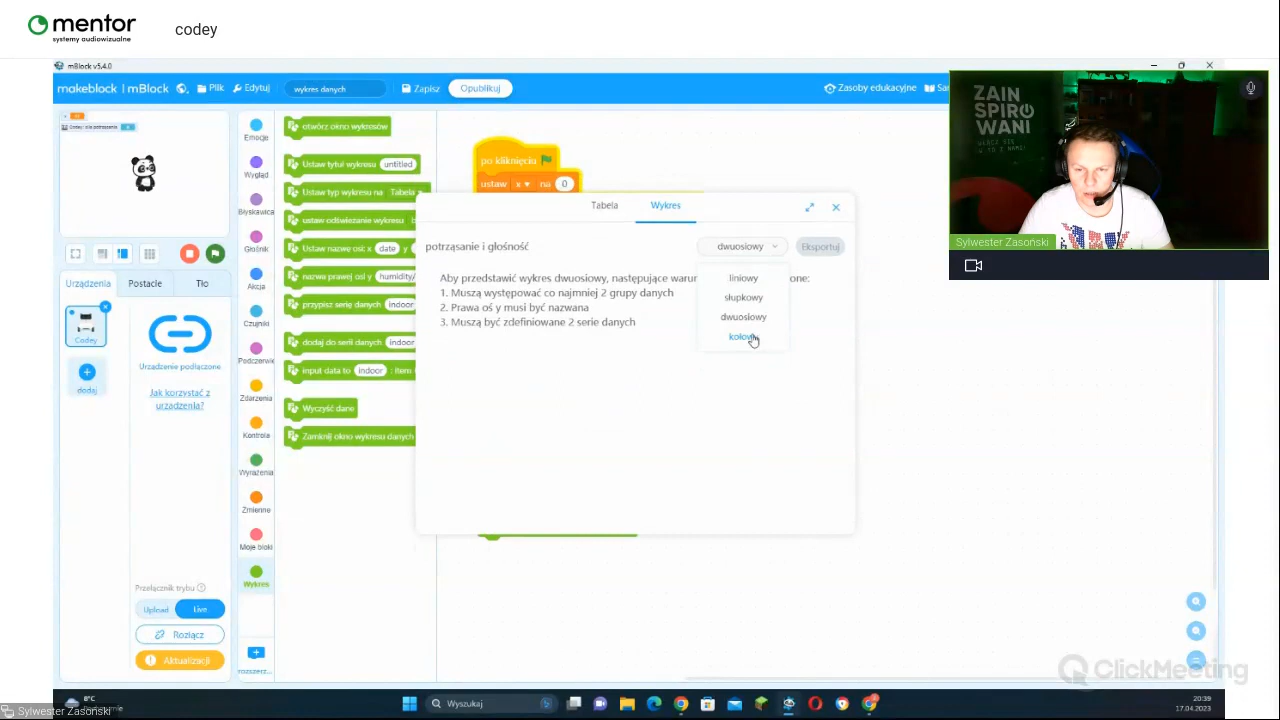 mentor
systemy audiowizualne
codey
mBlock v5.4.0
makeblock | mBlock
Plik
Edytuj
wykres danych
Zapisz
Opublikuj
Zasoby edukacyjne
ZAIN
SPIRO
WANI
Sylwester Zasoński
Emocje
Wygląd
Błyskawica
Głośnik
Akcja
Czujniki
Podczerwie
Zdarzenia
Kontrola
Wyrażenia
Zmienne
Moje bloki
Wykres
rozszerz...
otwórz okno wykresów
Ustaw tytuł wykresu untitled
Ustaw typ wykresu na Tabela
ustaw odświeżanie wykresu
Ustaw nazwę osi: x date y
nazwa prawej osi y humidity/
przypisz serię danych indoor
dodaj do serii danych indoor
input data to indoor : item
Wyczyść dane
Zamknij okno wykresu danych
po kliknięciu
ustaw x na 0
Tabela
Wykres
potrząsanie i głośność
dwuosiowy
Eksportuj
Aby przedstawić wykres dwuosiowy, następujące warun
one:
1. Muszą występować co najmniej 2 grupy danych
2. Prawa oś y musi być nazwana
3. Muszą być zdefiniowane 2 serie danych
liniowy
słupkowy
dwuosiowy
Urządzenia
Postacie
Tło
Codey
dodaj
Urządzenie podłączone
Jak korzystać z
urządzenia?
Przełącznik trybu
Upload
Live
Rozłącz
Aktualizacji
ClickMeeting
8°C
Wyszukaj
20:39
17.04.2023
Sylwester Zasoński